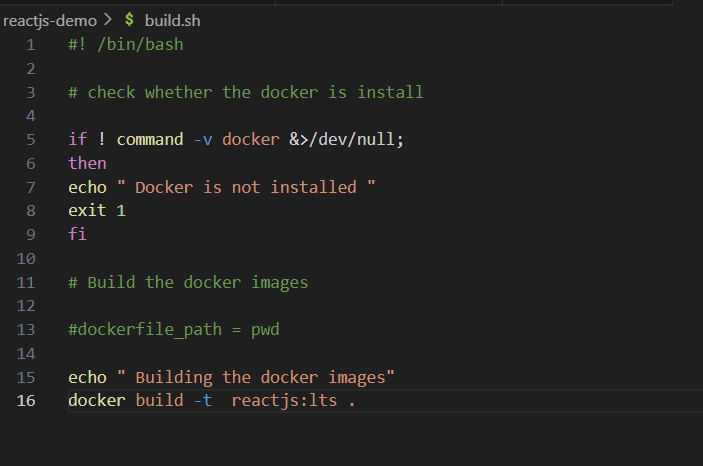 reactjs-demo > $ build.sh
1 #! /bin/bash
2
3 # check whether the docker is install
4
5 if ! command -v docker &>/dev/null;
6 then
7 echo " Docker is not installed "
8 exit 1
9 fi
10
11 # Build the docker images
12
13 #dockerfile_path = pwd
14
15 echo " Building the docker images"
16 docker build -t  reactjs:lts .